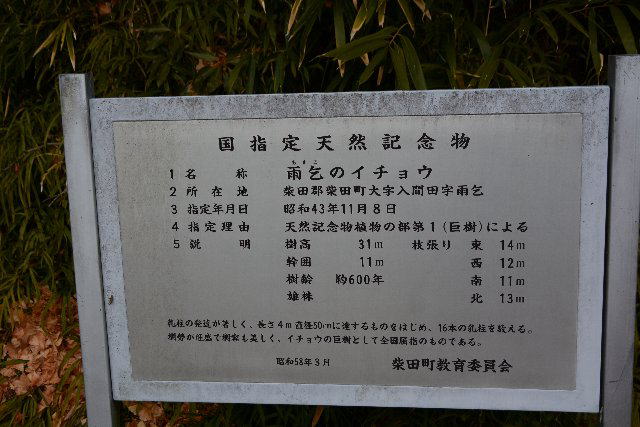 国指定天然記念物
1 名称 雨乞のイチョウ
2 所在地 柴田郡柴田町大字入間田字雨乞
3 指定年月日 昭和43年11月8日
4 指定理由 天然記念物植物の部第1(巨樹)による
5 説明 樹高 31m 枝張り 東 14m
幹囲 11m 西 12m
樹齢 約600年 南 11m
雄株 北 13m
乳柱の発達が著しく、長さ4m直径50cmに達するものをはじめ、16本の乳柱を数える。
樹勢が旺盛で樹容も美しく、イチョウの巨樹として全国屈指のものである。
昭和58年3月 柴田町教育委員会